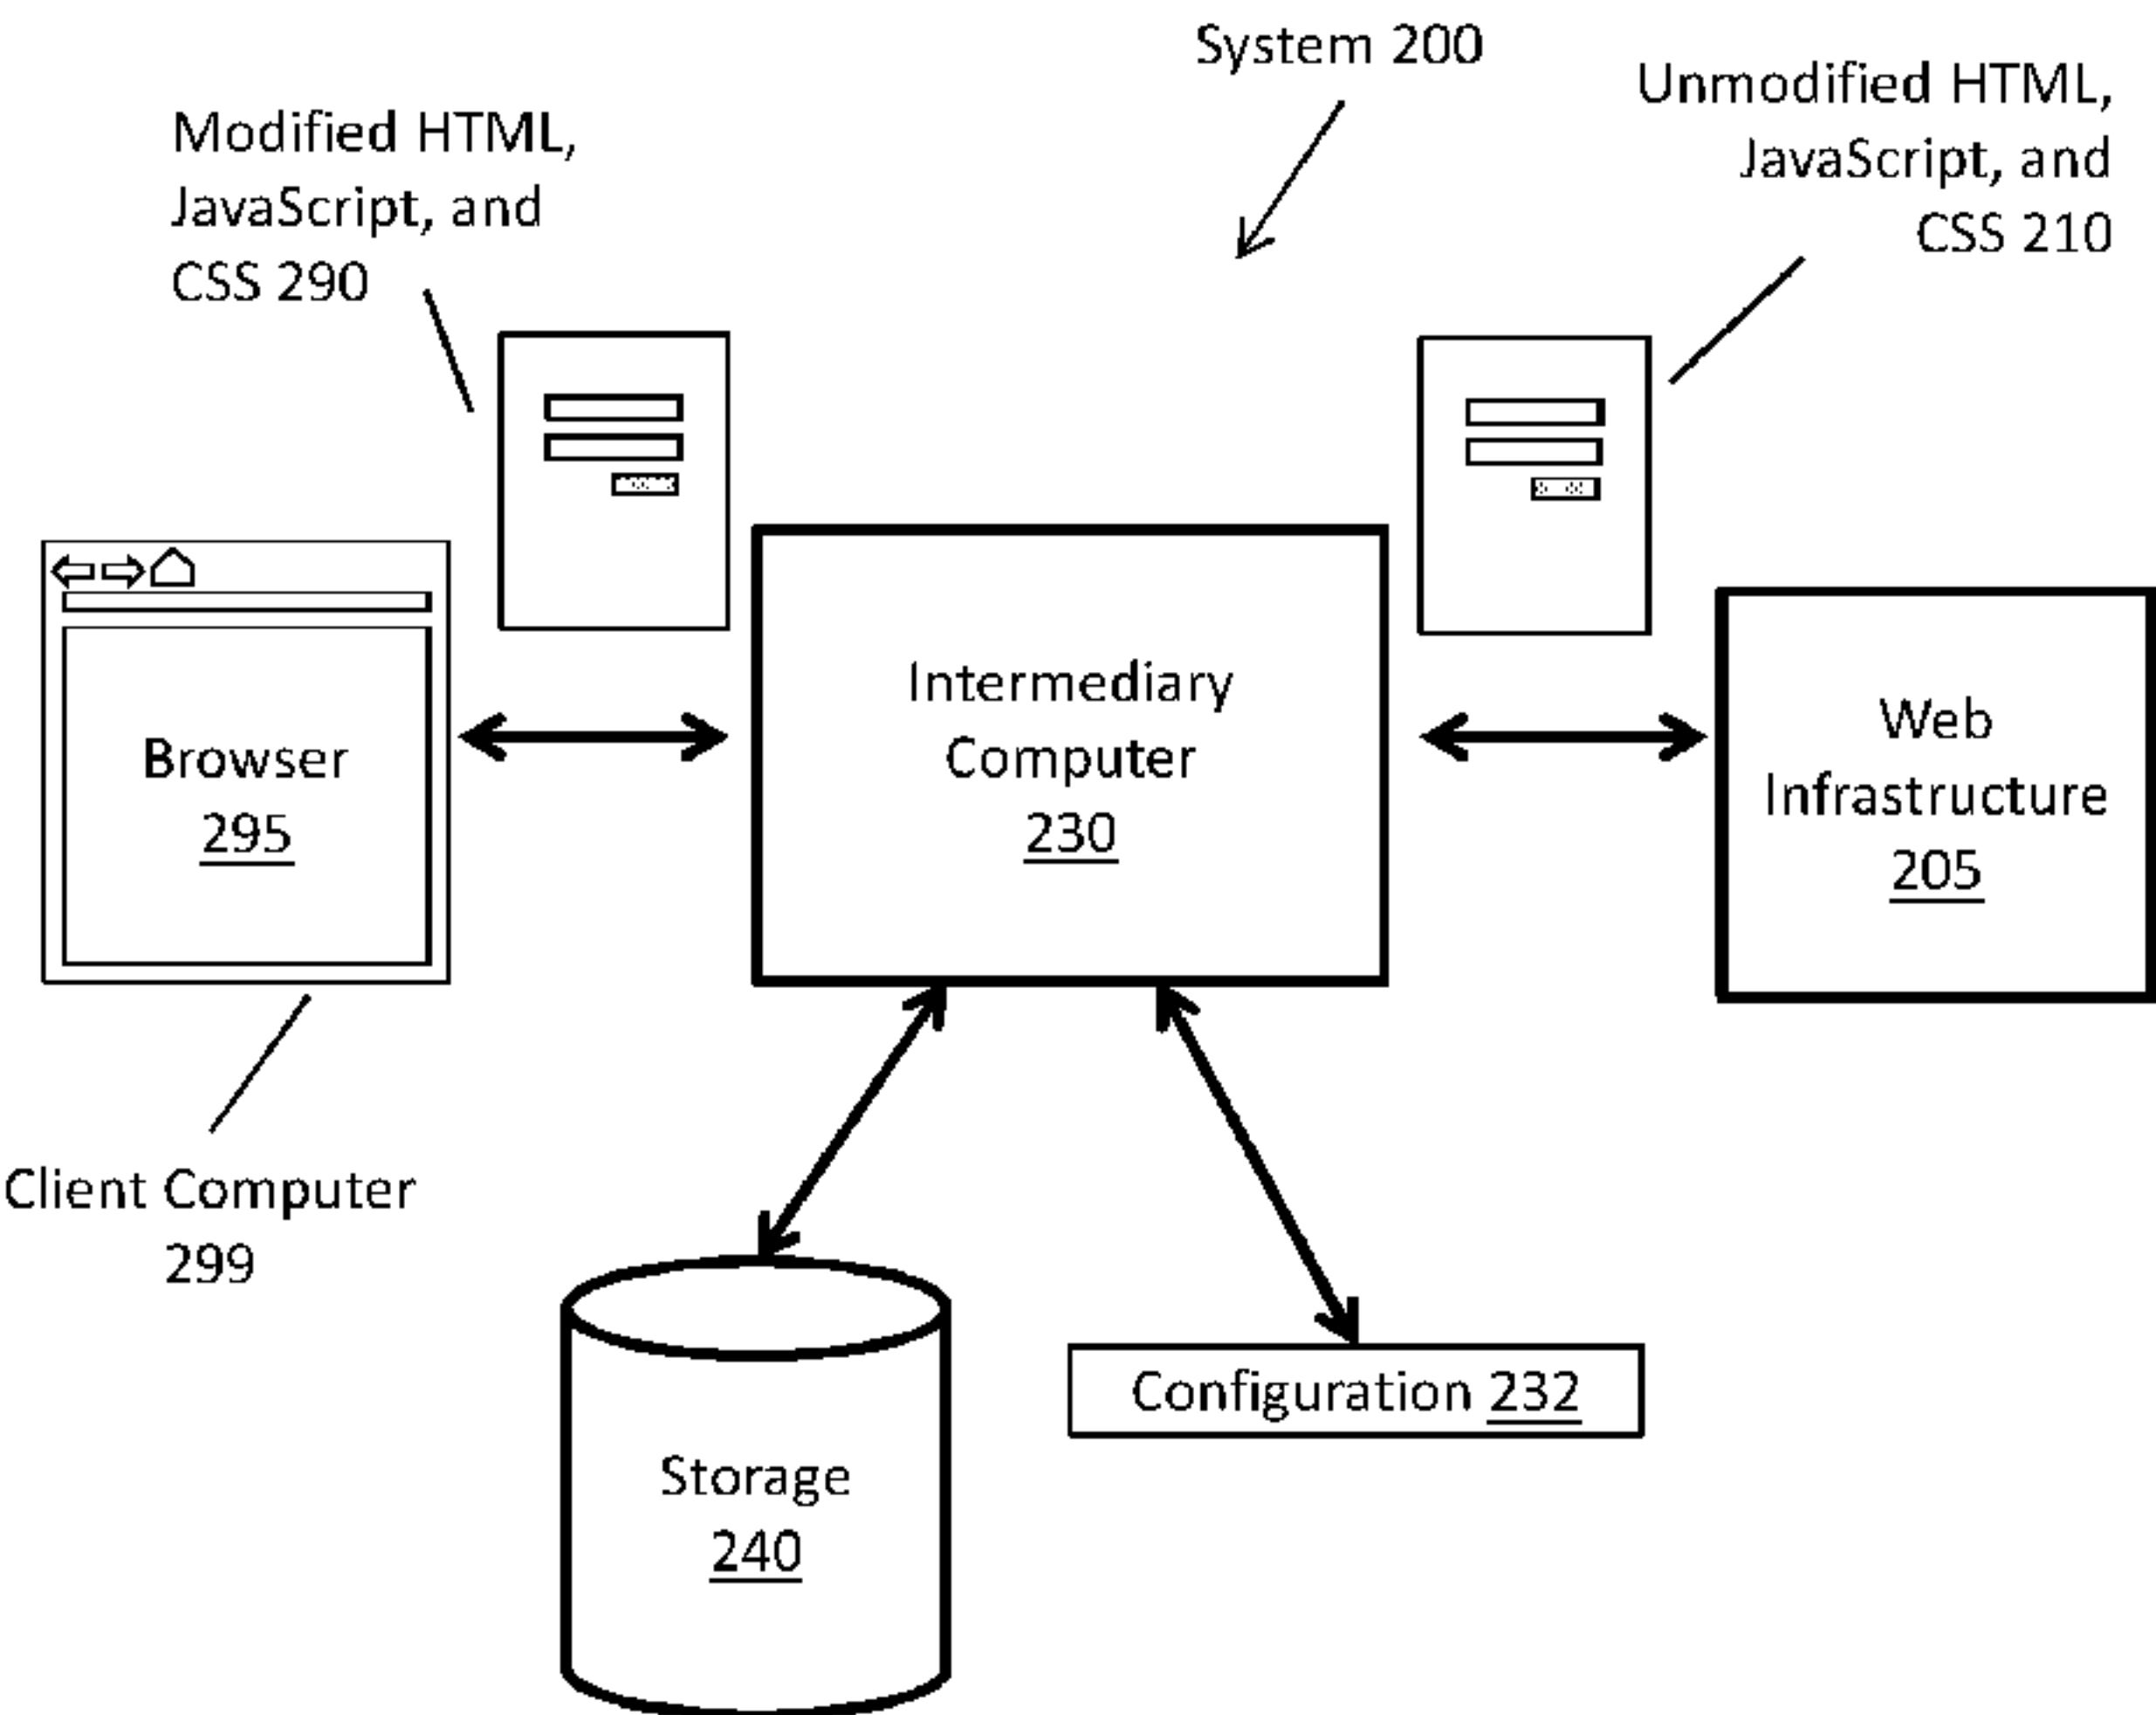 System 200
Unmodified HTML,
JavaScript, and
CSS 210
Modified HTML,
JavaScript, and
CSS 290
Browser
295
Intermediary
Computer
230
Web
Infrastructure
205
Client Computer
299
Storage
240
Configuration 232